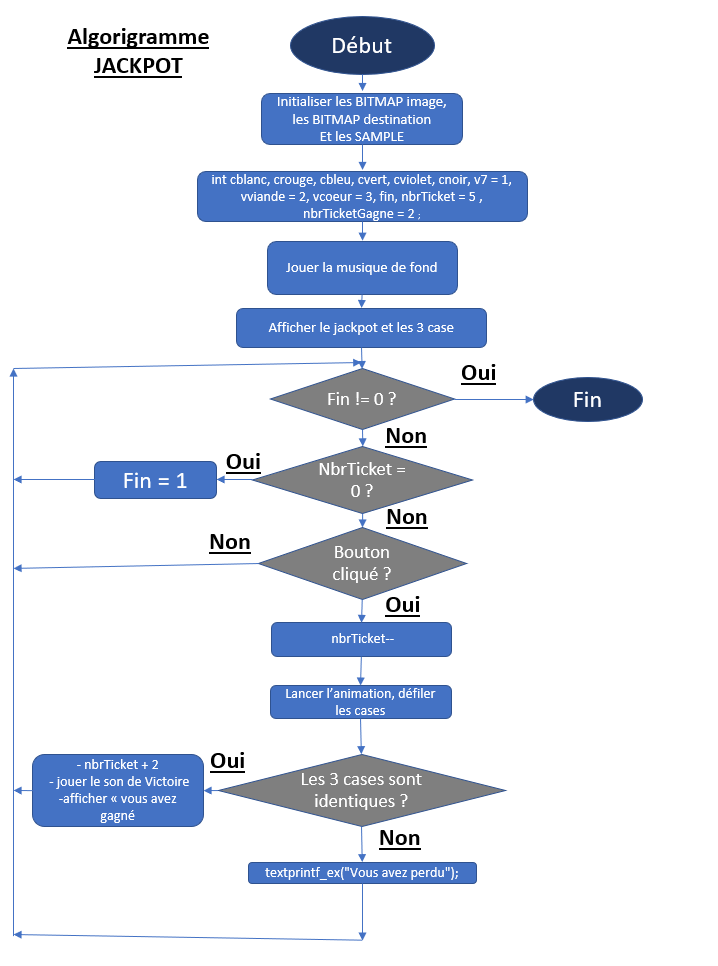 Algorigramme
JACKPOT
Début
Initialiser les BITMAP image,
les BITMAP destination
Et les SAMPLE
int cblanc, crouge, cbleu, cvert, cviolet, cnoir, v7 = 1,
vviande = 2, vcoeur = 3, fin, nbrTicket = 5 ,
nbrTicketGagne = 2 ;
Jouer la musique de fond
Afficher le jackpot et les 3 case
Fin != 0 ?
Oui
Fin
Non
NbrTicket =
0 ?
Oui
Fin = 1
Non
Bouton
cliqué ?
Non
Oui
nbrTicket--
Lancer l’animation, défiler
les cases
Les 3 cases sont
identiques ?
Oui
- nbrTicket + 2
- jouer le son de Victoire
-afficher « vous avez
gagné
Non
textprintf_ex("Vous avez perdu");